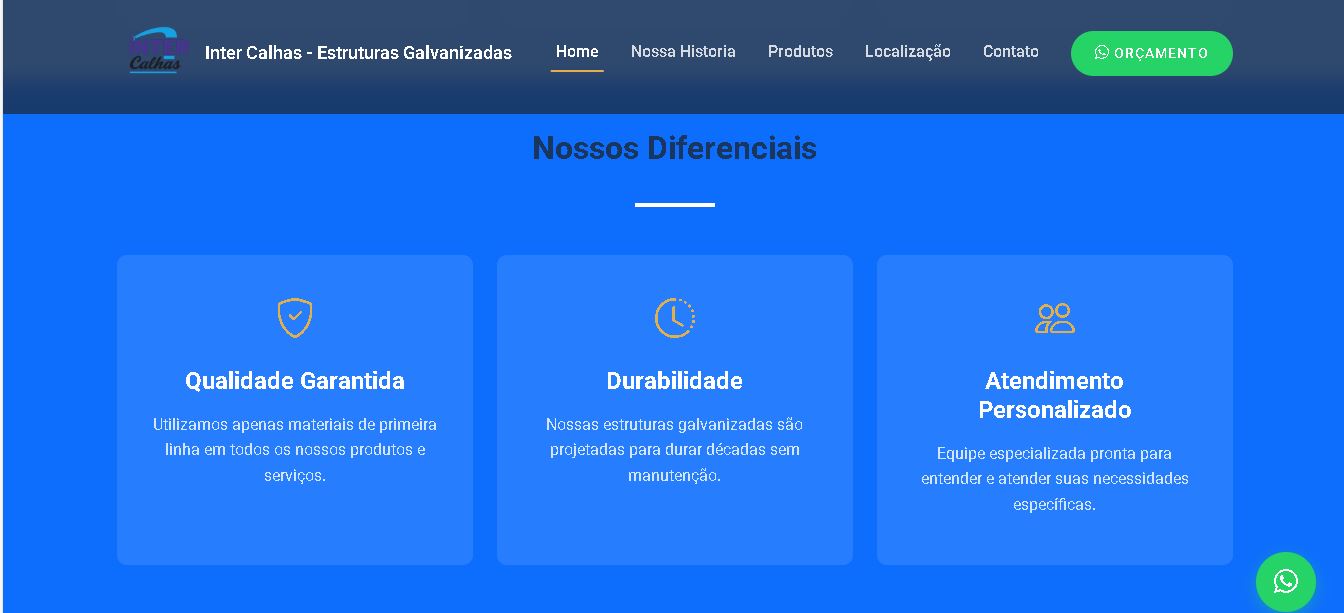 INTER
Calhas
Inter Calhas - Estruturas Galvanizadas
Home
Nossa Historia
Produtos
Localização
Contato
ORÇAMENTO
Nossos Diferenciais
Qualidade Garantida
Utilizamos apenas materiais de primeira
linha em todos os nossos produtos e
serviços.
Durabilidade
Nossas estruturas galvanizadas são
projetadas para durar décadas sem
manutenção.
Atendimento
Personalizado
Equipe especializada pronta para
entender e atender suas necessidades
específicas.